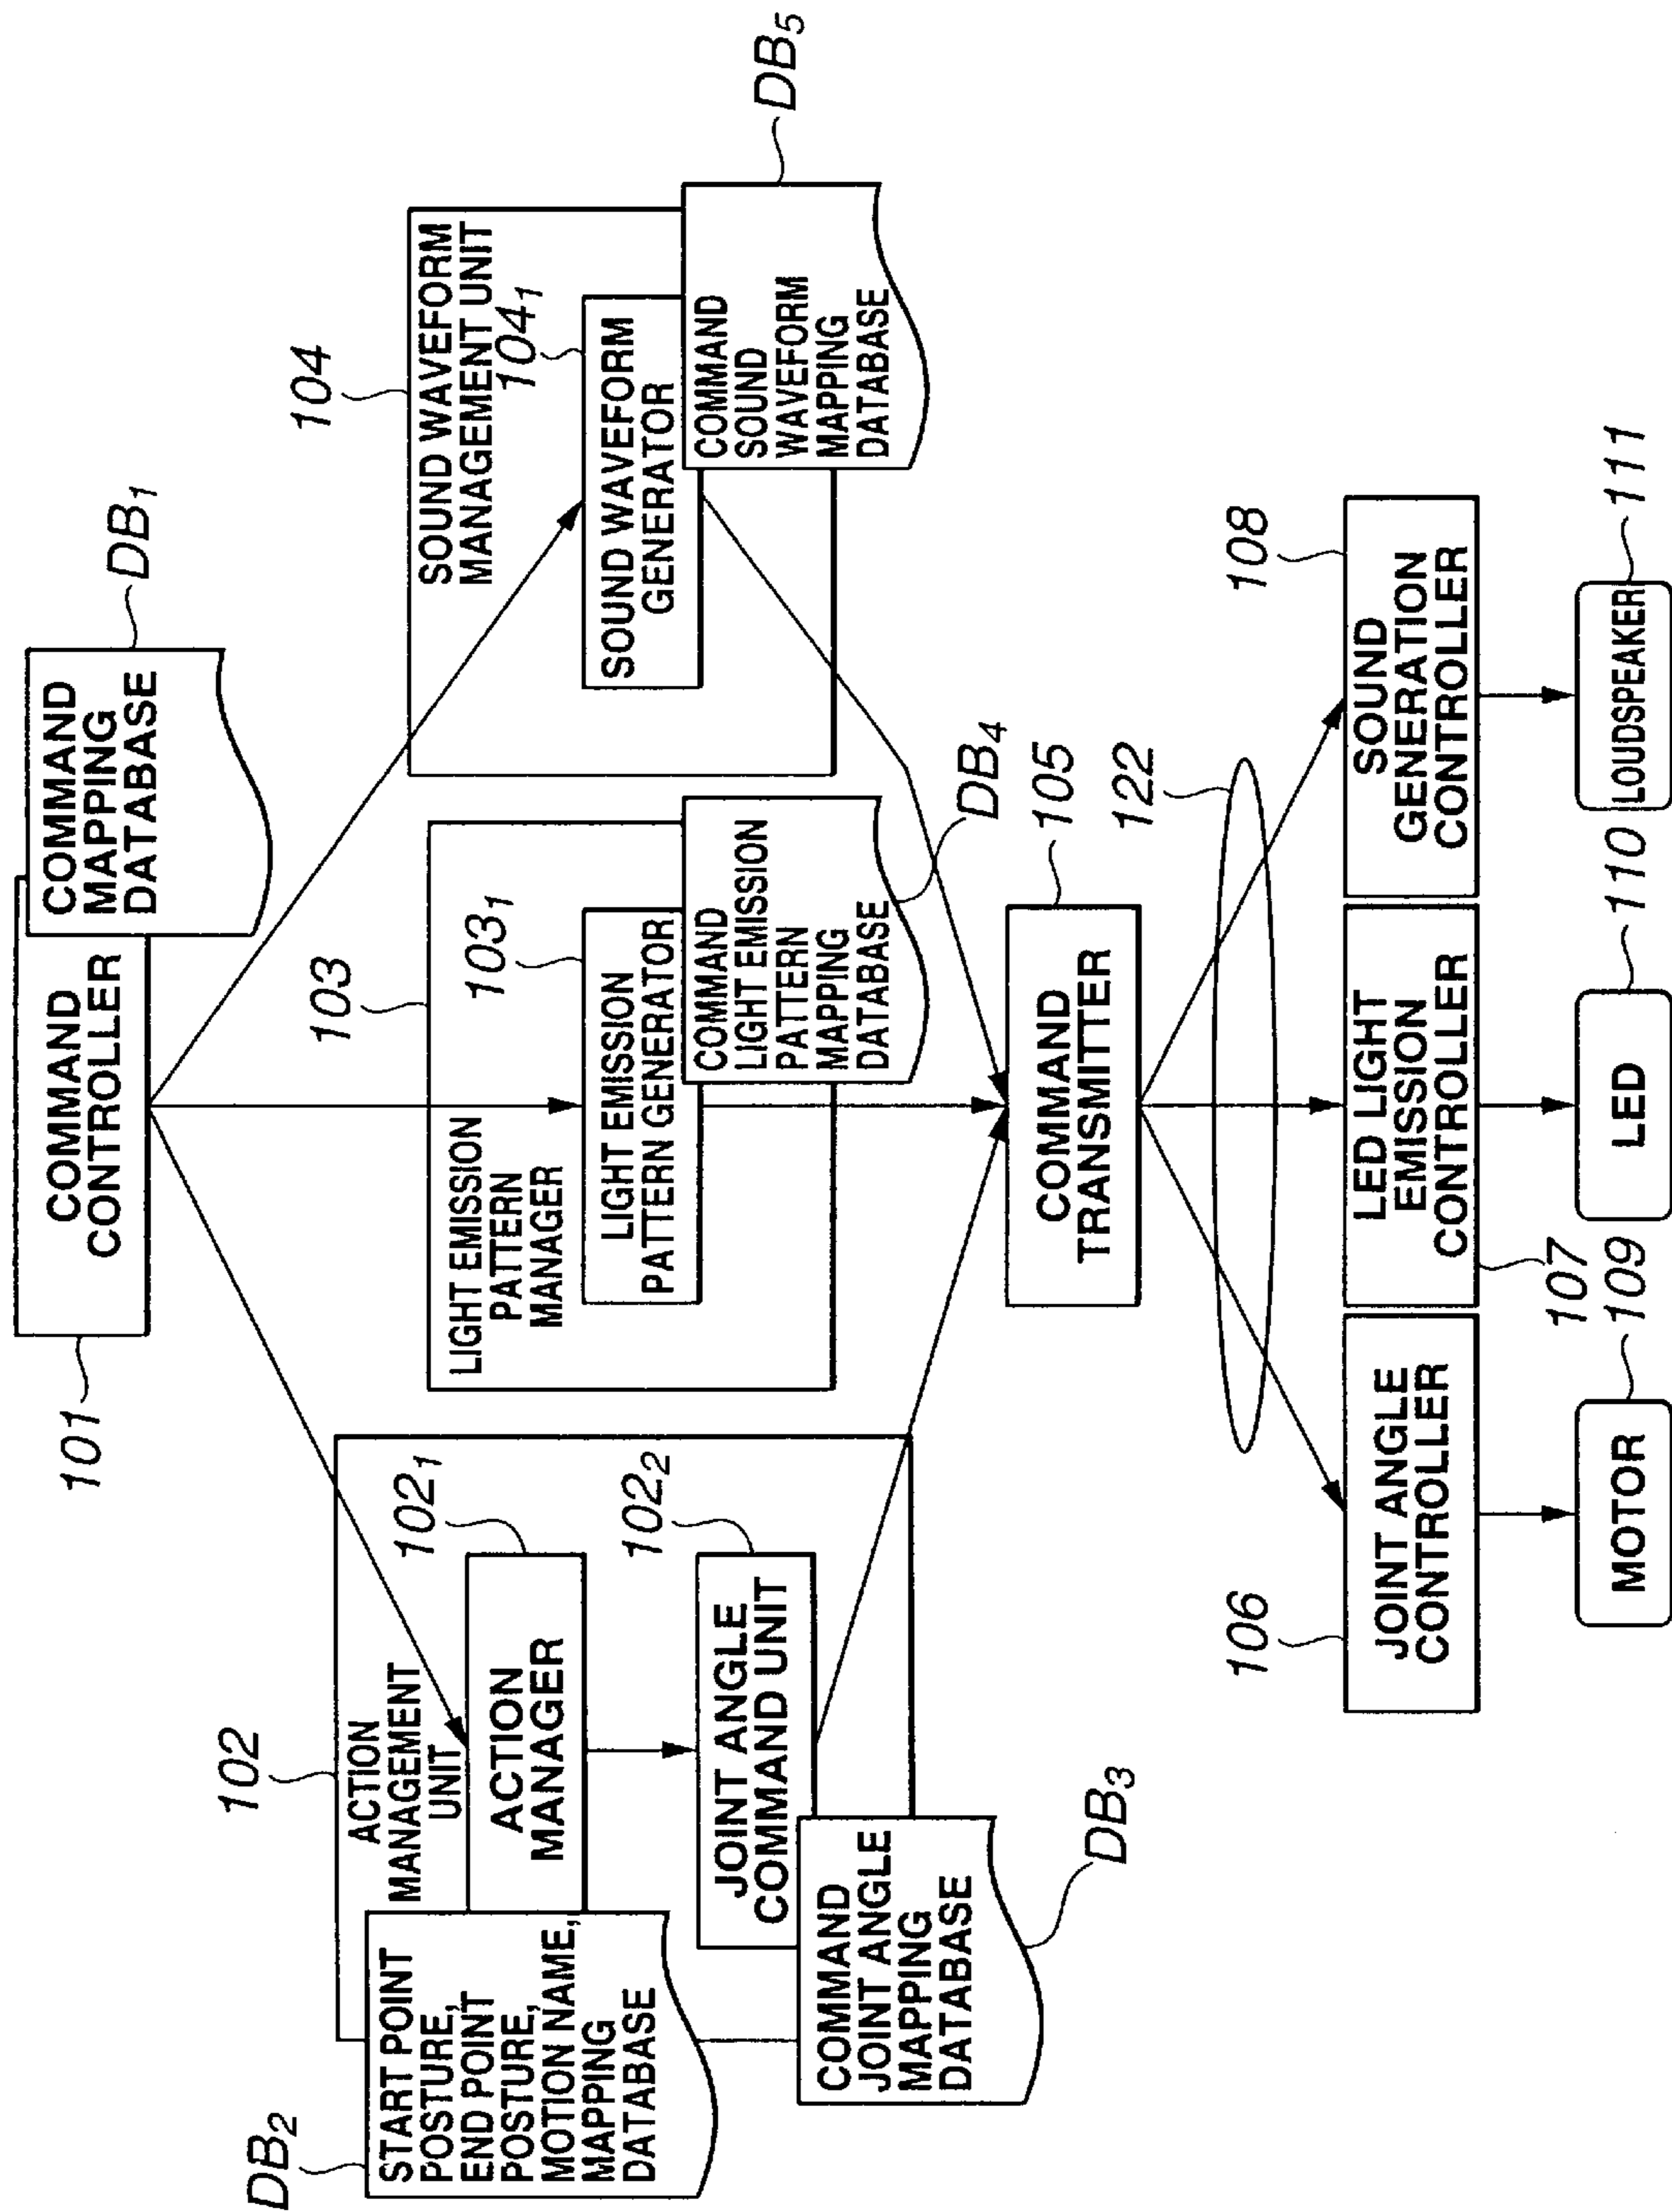 101
COMMAND
CONTROLLER
COMMAND
MAPPING
DATABASE
DB1
102
ACTION
MANAGEMENT
UNIT
DB2
START POINT
POSTURE,
END POINT
POSTURE,
MOTION NAME,
MAPPING
DATABASE
ACTION
MANAGER
1021
JOINT ANGLE
COMMAND UNIT
1022
COMMAND
JOINT ANGLE
MAPPING
DATABASE
DB3
103
LIGHT EMISSION
PATTERN
MANAGER
1031
LIGHT EMISSION
PATTERN GENERATOR
COMMAND
LIGHT EMISSION
PATTERN
MAPPING
DATABASE
DB4
104
SOUND WAVEFORM
MANAGEMENT UNIT
1041
SOUND WAVEFORM
GENERATOR
COMMAND
SOUND
WAVEFORM
MAPPING
DATABASE
DB5
COMMAND
TRANSMITTER
105
122
106
JOINT ANGLE
CONTROLLER
LED LIGHT
EMISSION
CONTROLLER
107
SOUND
GENERATION
CONTROLLER
108
MOTOR
109
LED
110
LOUDSPEAKER
111